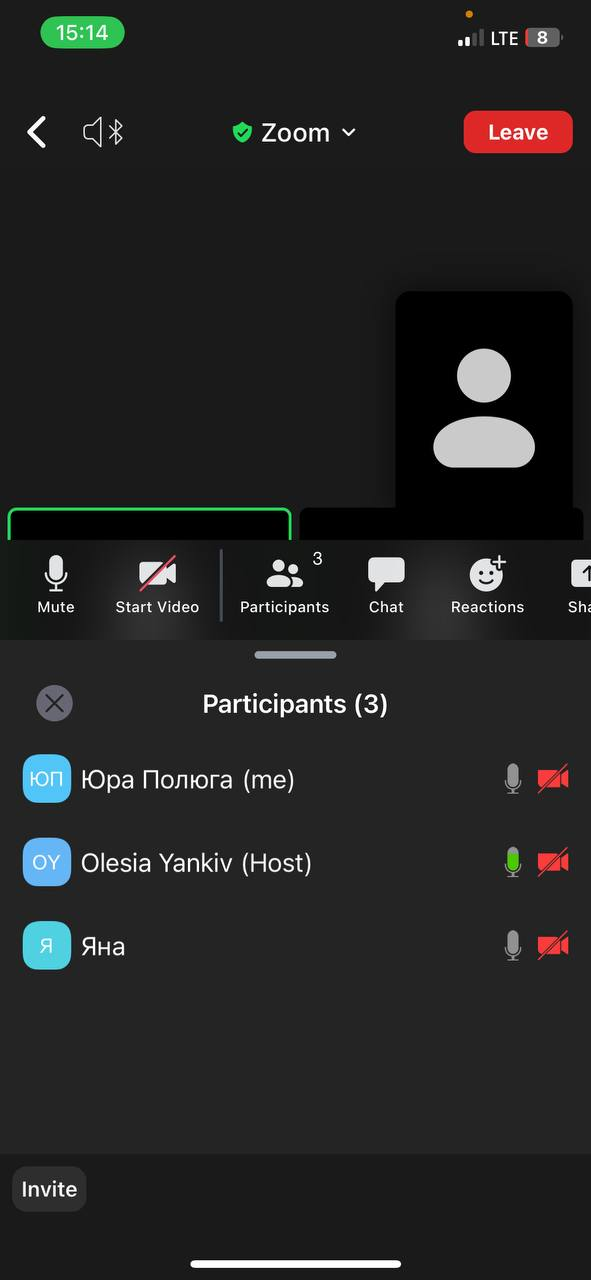 15:14 LTE 8
Zoom Leave
3
Mute Start Video Participants Chat Reactions Sha
Participants (3)
ЮП Юра Полюга (me)
OY Olesia Yankiv (Host)
Я Яна
Invite